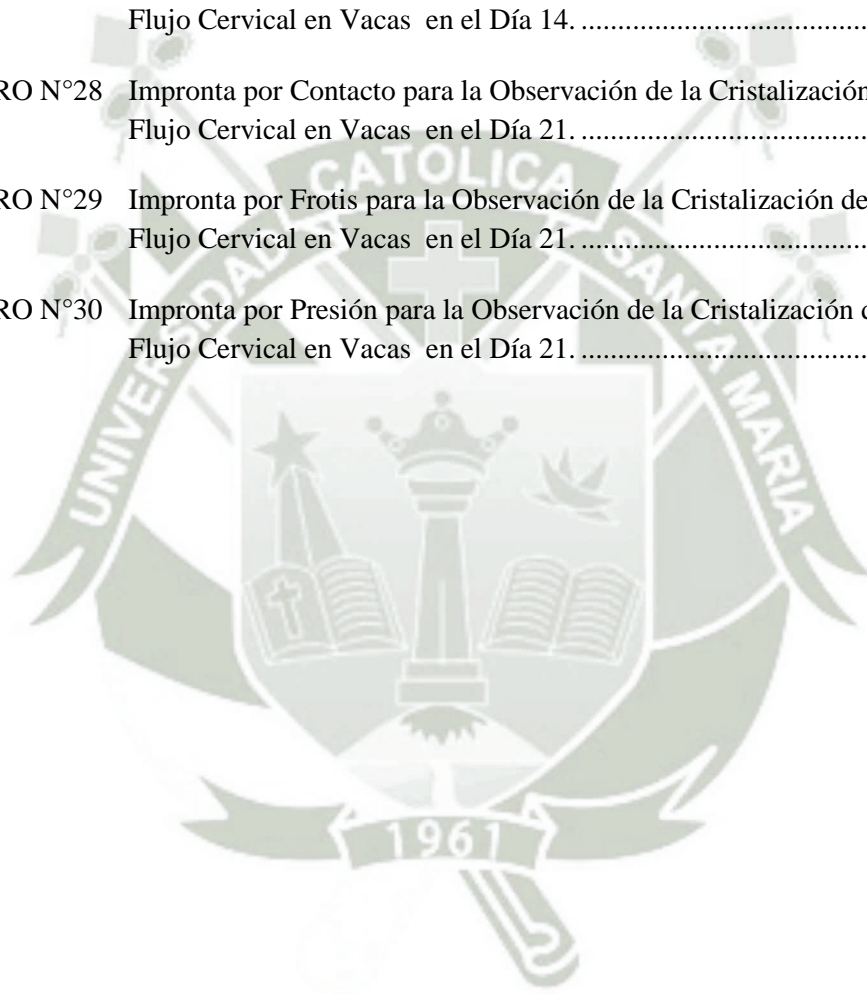 Flujo Cervical en Vacas en el Día 14. ........................................
RO N°28 Impronta por Contacto para la Observación de la Cristalización
Flujo Cervical en Vacas en el Día 21. ........................................
RO N°29 Impronta por Frotis para la Observación de la Cristalización de
Flujo Cervical en Vacas en el Día 21. ........................................
RO N°30 Impronta por Presión para la Observación de la Cristalización d
Flujo Cervical en Vacas en el Día 21. ........................................
UNIVERSIDAD CATOLICA SANTA MARIA
1961